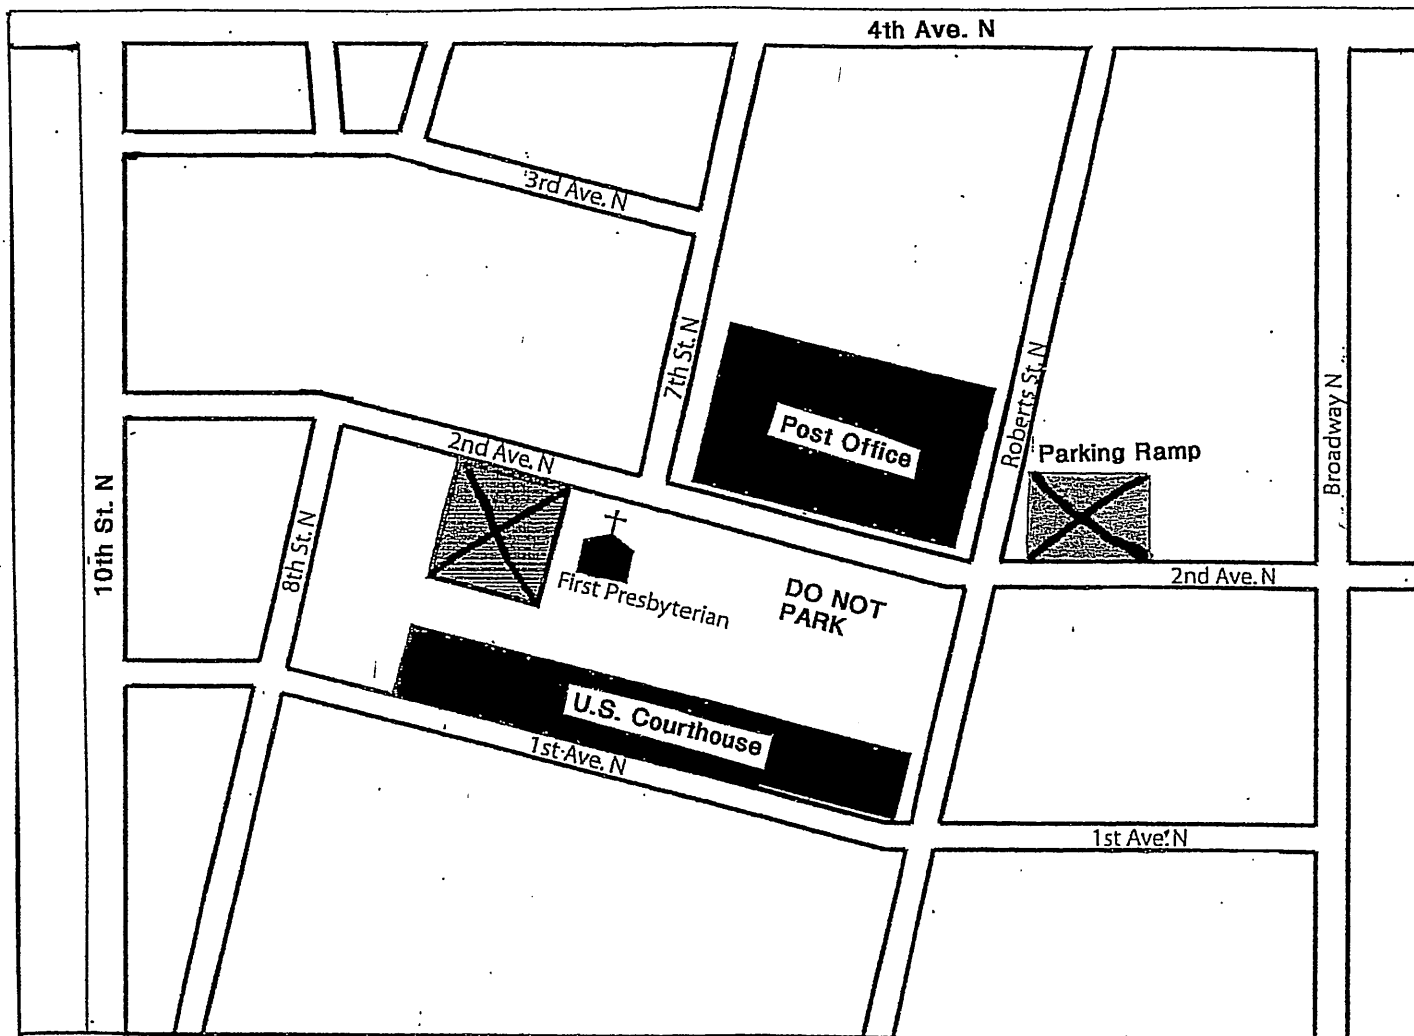 4th Ave. N
3rd Ave. N
7th St. N
Roberts St. N
Broadway N
Post Office
Parking Ramp
2nd Ave. N
10th St. N
8th St. N
First Presbyterian
DO NOT
PARK
2nd Ave. N
U.S. Courthouse
1st Ave. N
1st Ave. N